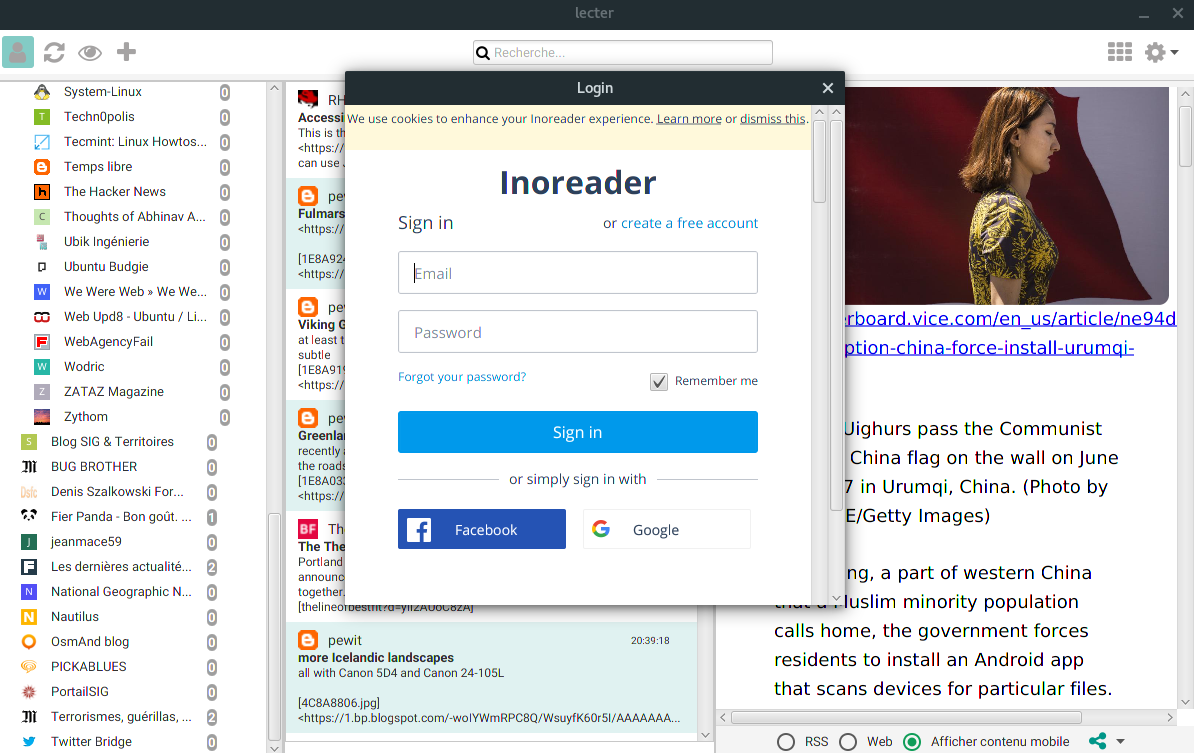 lecter
Recherche...
System-Linux 0
Techn0polis 0
Tecmint: Linux Howtos... 0
Temps libre 0
The Hacker News 0
Thoughts of Abhinav A... 0
Ubik Ingénierie 0
Ubuntu Budgie 0
We Were Web » We We... 0
Web Upd8 - Ubuntu / Li... 0
WebAgencyFail 0
Wodric 0
ZATAZ Magazine 0
Zythom 0
Blog SIG & Territoires 0
BUG BROTHER 0
Denis Szalkowski For... 0
Fier Panda - Bon goût. ... 1
jeanmace59 0
Les dernières actualité... 2
National Geographic N... 0
Nautilus 0
OsmAnd blog 0
PICKABLUES 0
PortailSIG 0
Terrorismes, guérillas, ... 2
Twitter Bridge 0
RH
Accessi
This is th
<https://
can use J
pew
Fulmars
<https://
[1E8A924
<https://
pew
Viking G
at least t
subtle
[1E8A919
<https://
pew
Greenlan
recently a
the roads
[1E8A033
<https://
BF Th
The The
Portland
announc
together.
[thelineofbestfit?d=yIl2AUoC8zA]
pewit 20:39:18
more Icelandic landscapes
all with Canon 5D4 and Canon 24-105L
[4C8A8806.jpg]
<https://1.bp.blogspot.com/-woIYWmRPC8Q/WsuyfK60r5I/AAAAAAA...
Login
We use cookies to enhance your Inoreader experience. Learn more or dismiss this.
Inoreader
Sign in or create a free account
Email
Password
Forgot your password? Remember me
Sign in
or simply sign in with
Facebook Google
erboard.vice.com/en_us/article/ne94d
ption-china-force-install-urumqi-
Uighurs pass the Communist
China flag on the wall on June
7 in Urumqi, China. (Photo by
E/Getty Images)
ng, a part of western China
that a Muslim minority population
calls home, the government forces
residents to install an Android app
that scans devices for particular files.
RSS Web Afficher contenu mobile